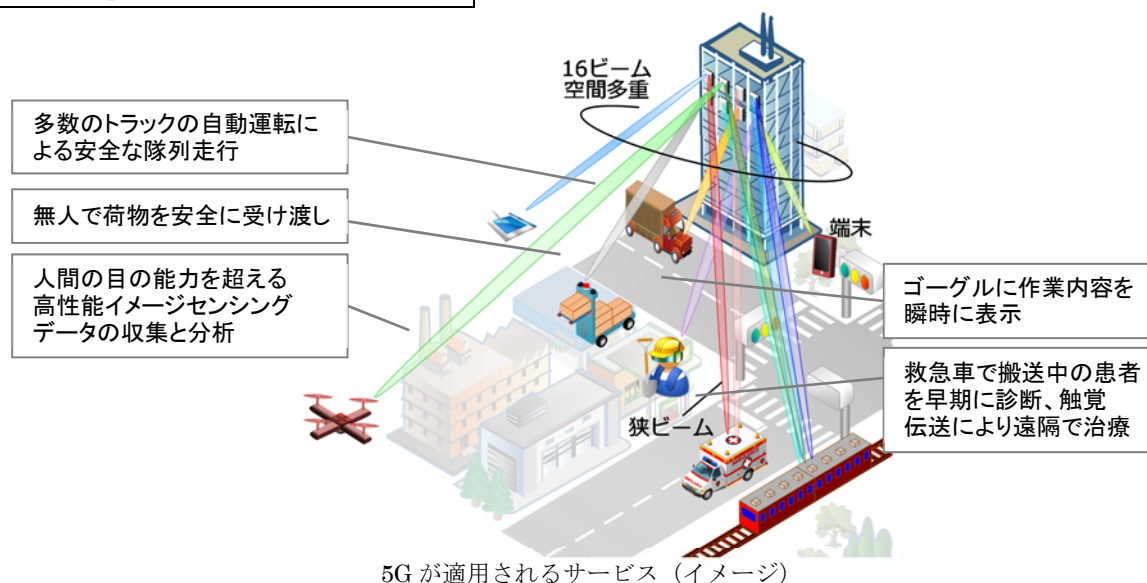 16ビーム
空間多重
多数のトラックの自動運転に
よる安全な隊列走行
無人で荷物を安全に受け渡し
人間の目の能力を超える
高性能イメージセンシング
データの収集と分析
端末
ゴーグルに作業内容を
瞬時に表示
救急車で搬送中の患者
を早期に診断、触覚
伝送により遠隔で治療
狭ビーム
5G が適用されるサービス（イメージ）